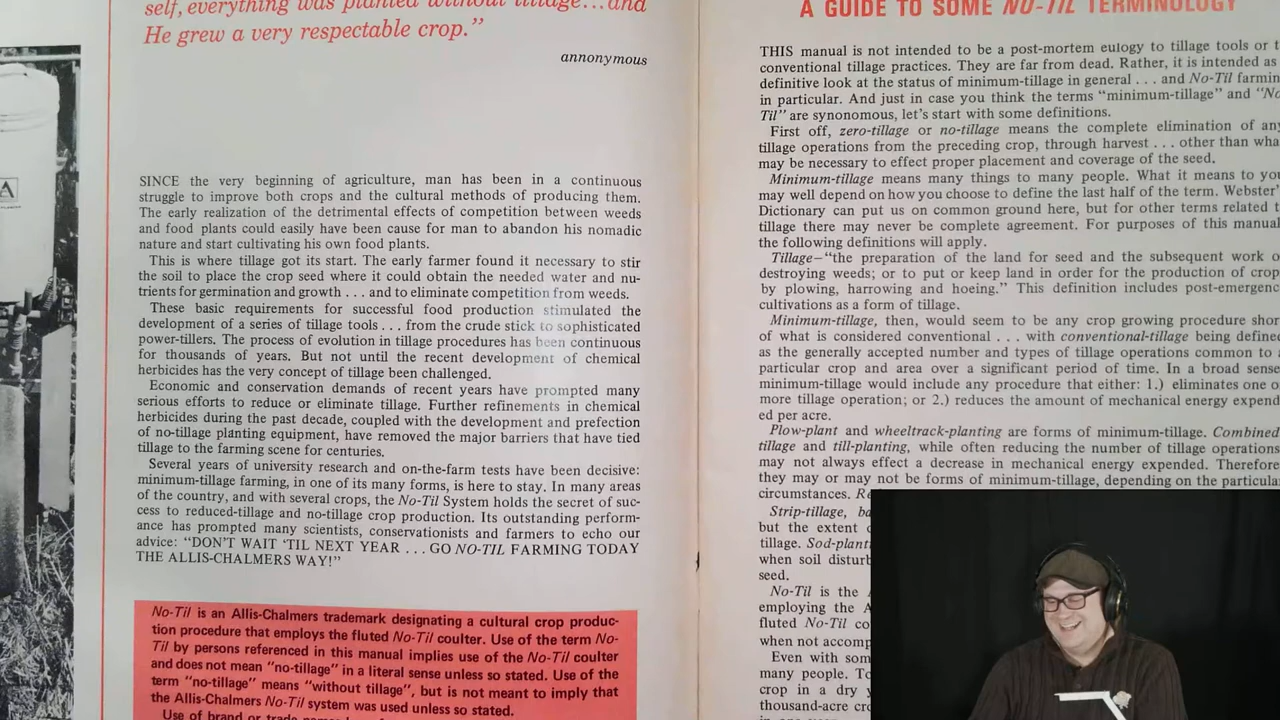 self, everything was planted without tillage...and
He grew a very respectable crop.”
annonymous
SINCE the very beginning of agriculture, man has been in a continuous
struggle to improve both crops and the cultural methods of producing them.
The early realization of the detrimental effects of competition between weeds
and food plants could easily have been cause for man to abandon his nomadic
nature and start cultivating his own food plants.
This is where tillage got its start. The early farmer found it necessary to stir
the soil to place the crop seed where it could obtain the needed water and nu-
trients for germination and growth . . . and to eliminate competition from weeds.
These basic requirements for successful food production stimulated the
development of a series of tillage tools . . . from the crude stick to sophisticated
power-tillers. The process of evolution in tillage procedures has been continuous
for thousands of years. But not until the recent development of chemical
herbicides has the very concept of tillage been challenged.
Economic and conservation demands of recent years have prompted many
serious efforts to reduce or eliminate tillage. Further refinements in chemical
herbicides during the past decade, coupled with the development and prefection
of no-tillage planting equipment, have removed the major barriers that have tied
tillage to the farming scene for centuries.
Several years of university research and on-the-farm tests have been decisive:
minimum-tillage farming, in one of its many forms, is here to stay. In many areas
of the country, and with several crops, the No-Til System holds the secret of suc-
cess to reduced-tillage and no-tillage crop production. Its outstanding perform-
ance has prompted many scientists, conservationists and farmers to echo our
advice: “DON'T WAIT 'TIL NEXT YEAR . . . GO NO-TIL FARMING TODAY
THE ALLIS-CHALMERS WAY!”
No-Til is an Allis-Chalmers trademark designating a cultural crop produc-
tion procedure that employs the fluted No-Til coulter. Use of the term No-
Til by persons referenced in this manual implies use of the No-Til coulter
and does not mean “no-tillage” in a literal sense unless so stated. Use of the
term “no-tillage” means “without tillage”, but is not meant to imply that
the Allis-Chalmers No-Til system was used unless so stated.
Use of brand or trade
A GUIDE TO SOME NO-TIL TERMINOLOGY
THIS manual is not intended to be a post-mortem eulogy to tillage tools or t
conventional tillage practices. They are far from dead. Rather, it is intended as
definitive look at the status of minimum-tillage in general . . . and No-Til farmin
in particular. And just in case you think the terms “minimum-tillage” and “No
Til” are synonomous, let's start with some definitions.
First off, zero-tillage or no-tillage means the complete elimination of any
tillage operations from the preceding crop, through harvest . . . other than wha
may be necessary to effect proper placement and coverage of the seed.
Minimum-tillage means many things to many people. What it means to you
may well depend on how you choose to define the last half of the term. Webster'
Dictionary can put us on common ground here, but for other terms related t
tillage there may never be complete agreement. For purposes of this manual
the following definitions will apply.
Tillage—“the preparation of the land for seed and the subsequent work o
destroying weeds; or to put or keep land in order for the production of crop
by plowing, harrowing and hoeing.” This definition includes post-emergenc
cultivations as a form of tillage.
Minimum-tillage, then, would seem to be any crop growing procedure shor
of what is considered conventional . . . with conventional-tillage being define
as the generally accepted number and types of tillage operations common to a
particular crop and area over a significant period of time. In a broad sense
minimum-tillage would include any procedure that either: 1.) eliminates one o
more tillage operation; or 2.) reduces the amount of mechanical energy expend
ed per acre.
Plow-plant and wheeltrack-planting are forms of minimum-tillage. Combined
tillage and till-planting, while often reducing the number of tillage operations
may not always effect a decrease in mechanical energy expended. Therefore
they may or may not be forms of minimum-tillage, depending on the particular
circumstances.
Strip-tillage, ba
but the extent o
tillage. Sod-plant
when soil disturb
seed.
No-Til is the A
employing the A
fluted No-Til co
when not accomp
Even with som
many people. To
crop in a dry y
thousand-acre cro